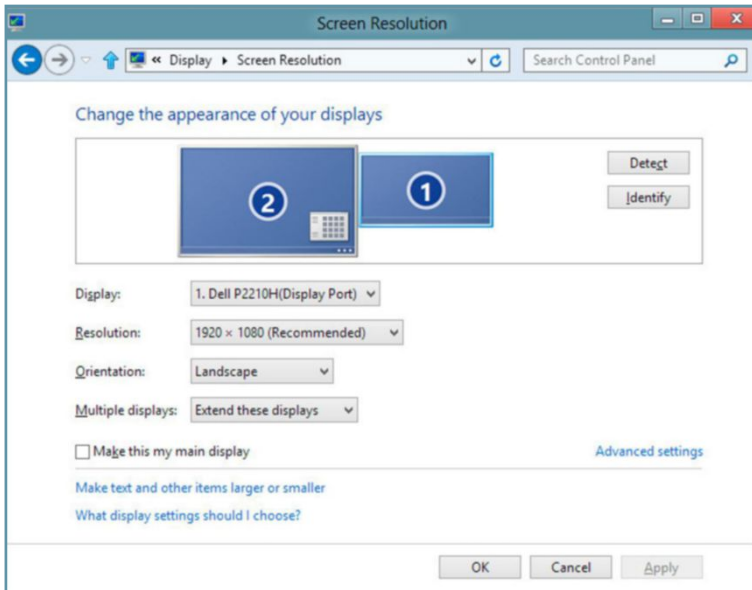 Screen Resolution
« Display ▸ Screen Resolution
Search Control Panel
Change the appearance of your displays
2
1
Detect
Identify
Display: 1. Dell P2210H(Display Port)
Resolution: 1920 × 1080 (Recommended)
Orientation: Landscape
Multiple displays: Extend these displays
Make this my main display
Advanced settings
Make text and other items larger or smaller
What display settings should I choose?
OK Cancel Apply